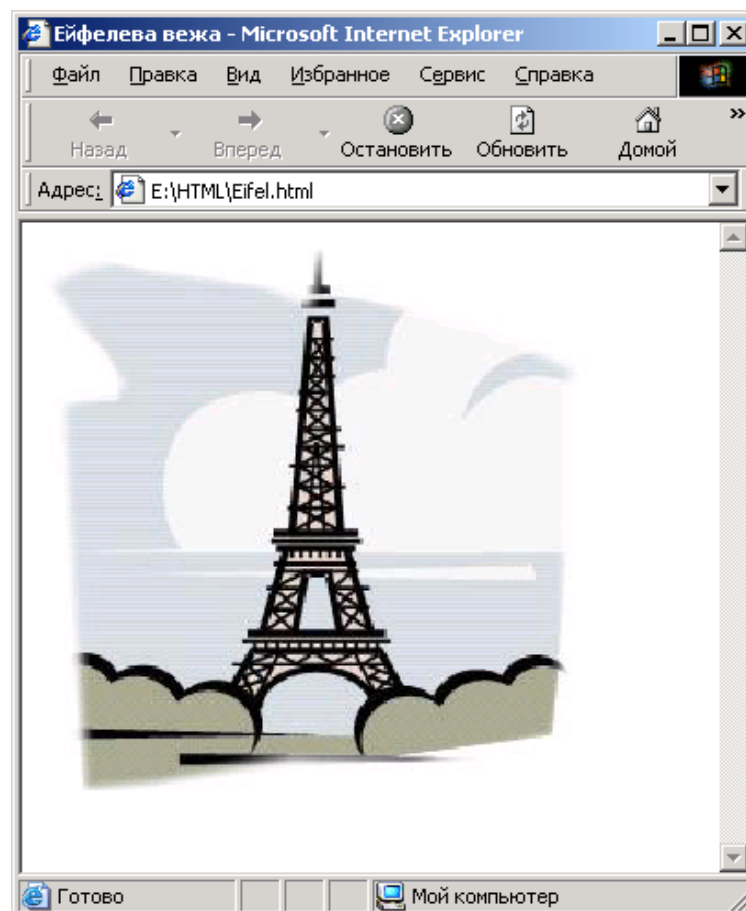 Ейфелева вежа - Microsoft Internet Explorer
Файл Правка Вид Избранное Сервис Справка
Назад Вперед Остановить Обновить Домой »
Адрес: E:\HTML\Eifel.html
Готово Мой компьютер